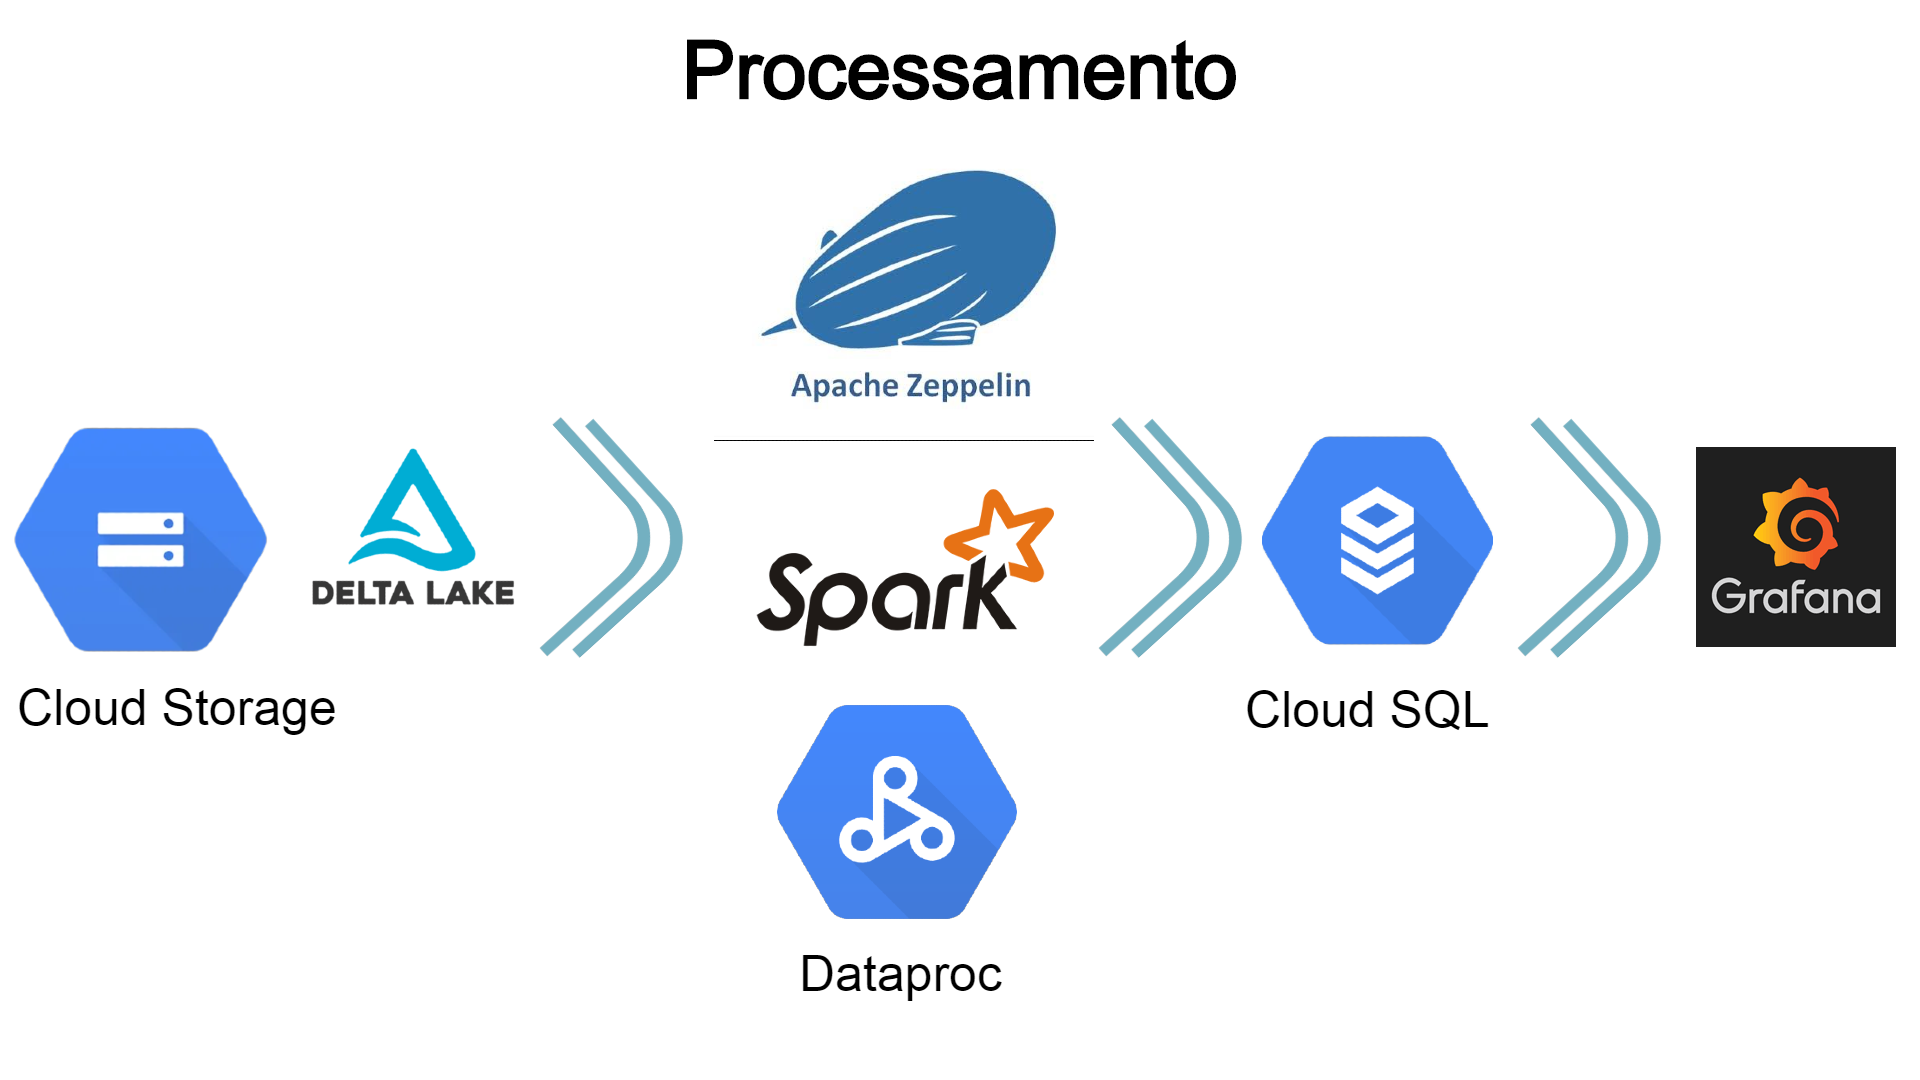 Processamento
Apache Zeppelin
DELTA LAKE
Spark
Grafana
Cloud Storage
Cloud SQL
Dataproc